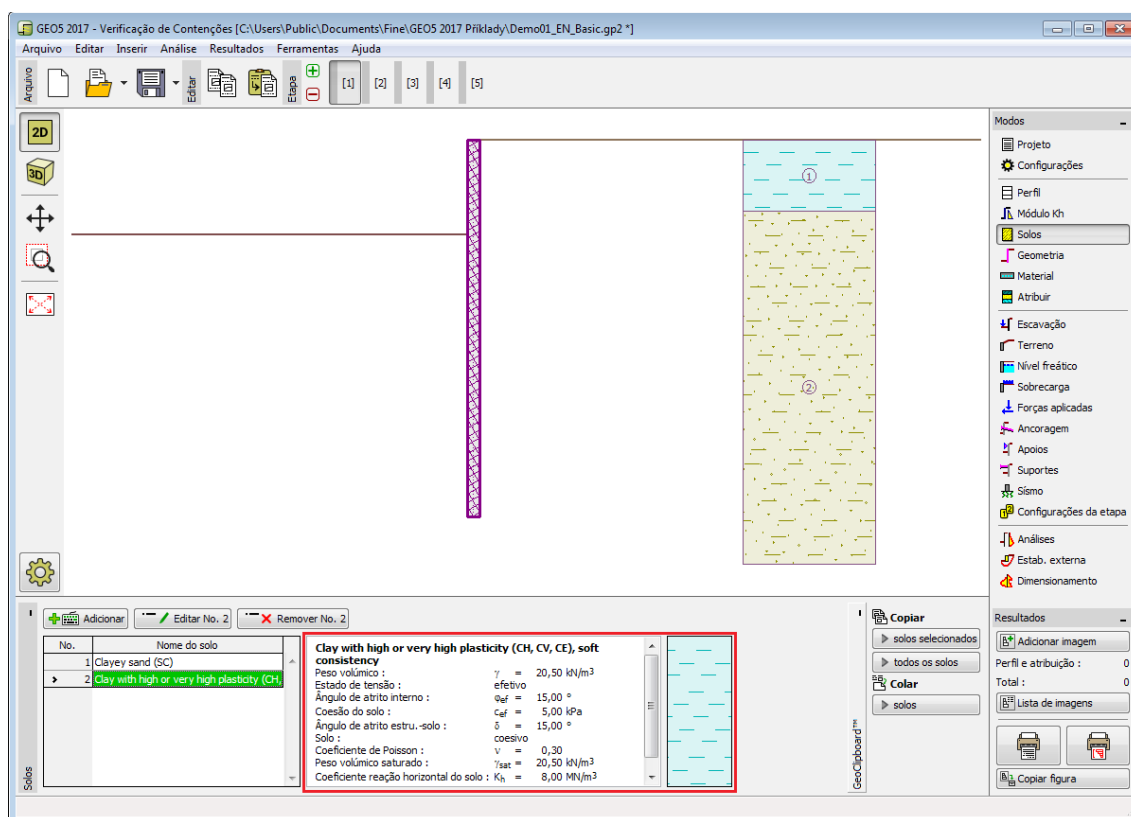 GEO5 2017 - Verificação de Contenções [C:\Users\Public\Documents\Fine\GEO5 2017 Příklady\Demo01_EN_Basic.gp2 *]
Arquivo Editar Inserir Análise Resultados Ferramentas Ajuda
Arquivo
Editar
Etapa
[1] [2] [3] [4] [5]
2D
3D
1
2
Modos
Projeto
Configurações
Perfil
Módulo Kh
Solos
Geometria
Material
Atribuir
Escavação
Terreno
Nível freático
Sobrecarga
Forças aplicadas
Ancoragem
Apoios
Suportes
Sísmo
Configurações da etapa
Análises
Estab. externa
Dimensionamento
Solos
Adicionar Editar No. 2 Remover No. 2
No. Nome do solo
1 Clayey sand (SC)
> 2 Clay with high or very high plasticity (CH,
Clay with high or very high plasticity (CH, CV, CE), soft
consistency
Peso volúmico : γ = 20,50 kN/m3
Estado de tensão : efetivo
Ângulo de atrito interno : φef = 15,00 °
Coesão do solo : cef = 5,00 kPa
Ângulo de atrito estru.-solo : δ = 15,00 °
Solo : coesivo
Coeficiente de Poisson : ν = 0,30
Peso volúmico saturado : γsat = 20,50 kN/m3
Coeficiente reação horizontal do solo : Kh = 8,00 MN/m3
GeoClipboard™
Copiar
solos selecionados
todos os solos
Colar
solos
Resultados
Adicionar imagem
Perfil e atribuição : 0
Total : 0
Lista de imagens
Copiar figura